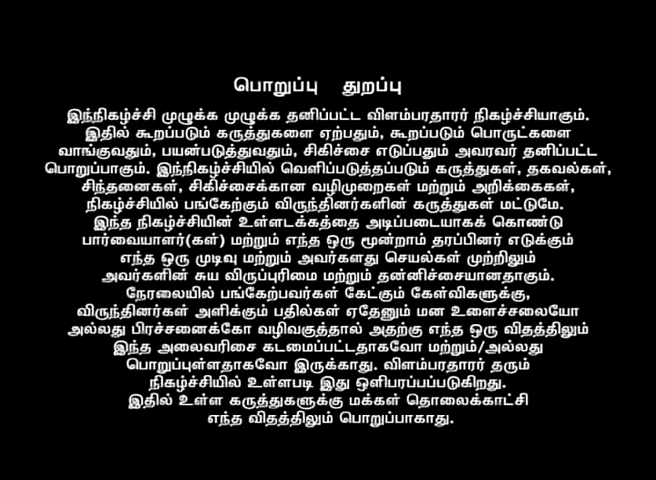 பொறுப்பு துறப்பு
இந்நிகழ்ச்சி முழுக்க முழுக்க தனிப்பட்ட விளம்பரதாரர் நிகழ்ச்சியாகும்.
இதில் கூறப்படும் கருத்துகளை ஏற்பதும், கூறப்படும் பொருட்களை
வாங்குவதும், பயன்படுத்துவதும், சிகிச்சை எடுப்பதும் அவரவர் தனிப்பட்ட
பொறுப்பாகும். இந்நிகழ்ச்சியில் வெளிப்படுத்தப்படும் கருத்துகள், தகவல்கள்,
சிந்தனைகள், சிகிச்சைக்கான வழிமுறைகள் மற்றும் அறிக்கைகள்,
நிகழ்ச்சியில் பங்கேற்கும் விருந்தினர்களின் கருத்துகள் மட்டுமே.
இந்த நிகழ்ச்சியின் உள்ளடக்கத்தை அடிப்படையாகக் கொண்டு
பார்வையாளர்(கள்) மற்றும் எந்த ஒரு மூன்றாம் தரப்பினர் எடுக்கும்
எந்த ஒரு முடிவு மற்றும் அவர்களது செயல்கள் முற்றிலும்
அவர்களின் சுய விருப்புரிமை மற்றும் தன்னிச்சையானதாகும்.
நேரலையில் பங்கேற்பவர்கள் கேட்கும் கேள்விகளுக்கு,
விருந்தினர்கள் அளிக்கும் பதில்கள் ஏதேனும் மன உளைச்சலையோ
அல்லது பிரச்சனைக்கோ வழிவகுத்தால் அதற்கு எந்த ஒரு விதத்திலும்
இந்த அலைவரிசை கடமைப்பட்டதாகவோ மற்றும்/அல்லது
பொறுப்புள்ளதாகவோ இருக்காது. விளம்பரதாரர் தரும்
நிகழ்ச்சியில் உள்ளபடி இது ஒளிபரப்பப்படுகிறது.
இதில் உள்ள கருத்துகளுக்கு மக்கள் தொலைக்காட்சி
எந்த விதத்திலும் பொறுப்பாகாது.